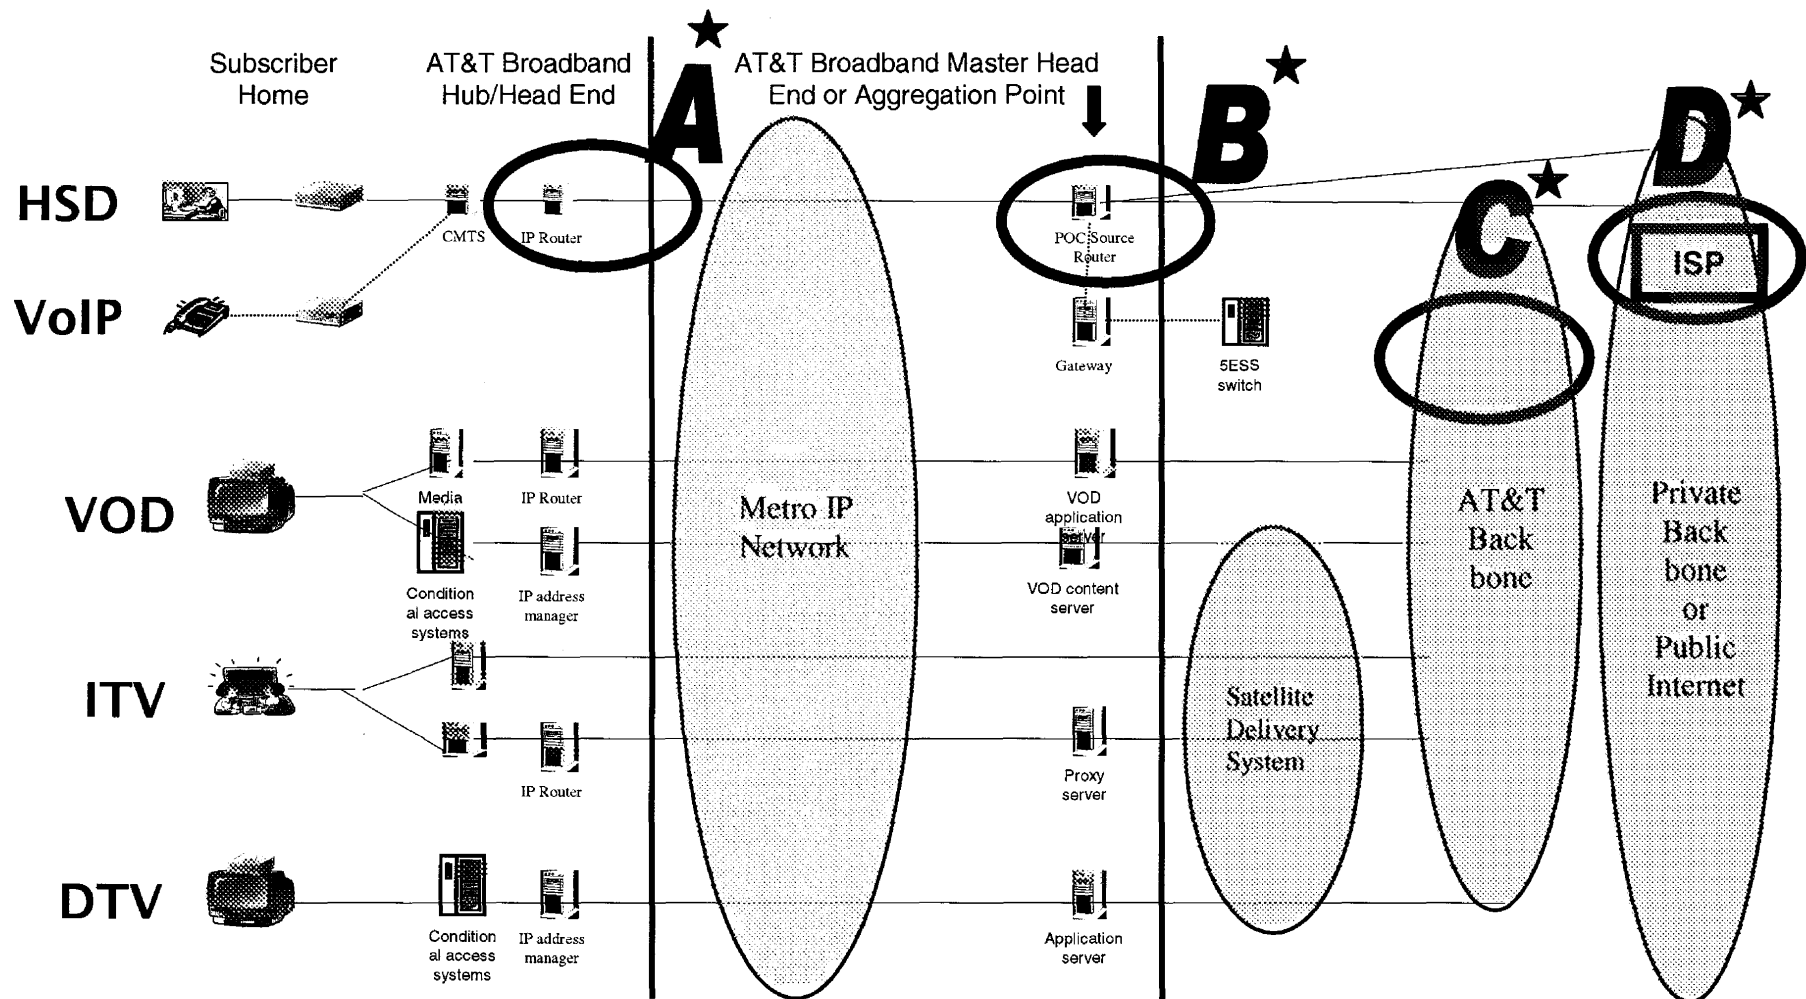 Subscriber
Home
AT&T Broadband
Hub/Head End
A
AT&T Broadband Master Head
End or Aggregation Point
B
C
D
HSD
CMTS
IP Router
POC Source
Router
ISP
VoIP
Gateway
5ESS
switch
VOD
Media
IP Router
VOD
application
server
Condition
al access
systems
IP address
manager
VOD content
server
Metro IP
Network
AT&T
Back
bone
Private
Back
bone
or
Public
Internet
ITV
IP Router
Proxy
server
Satellite
Delivery
System
DTV
Condition
al access
systems
IP address
manager
Application
server